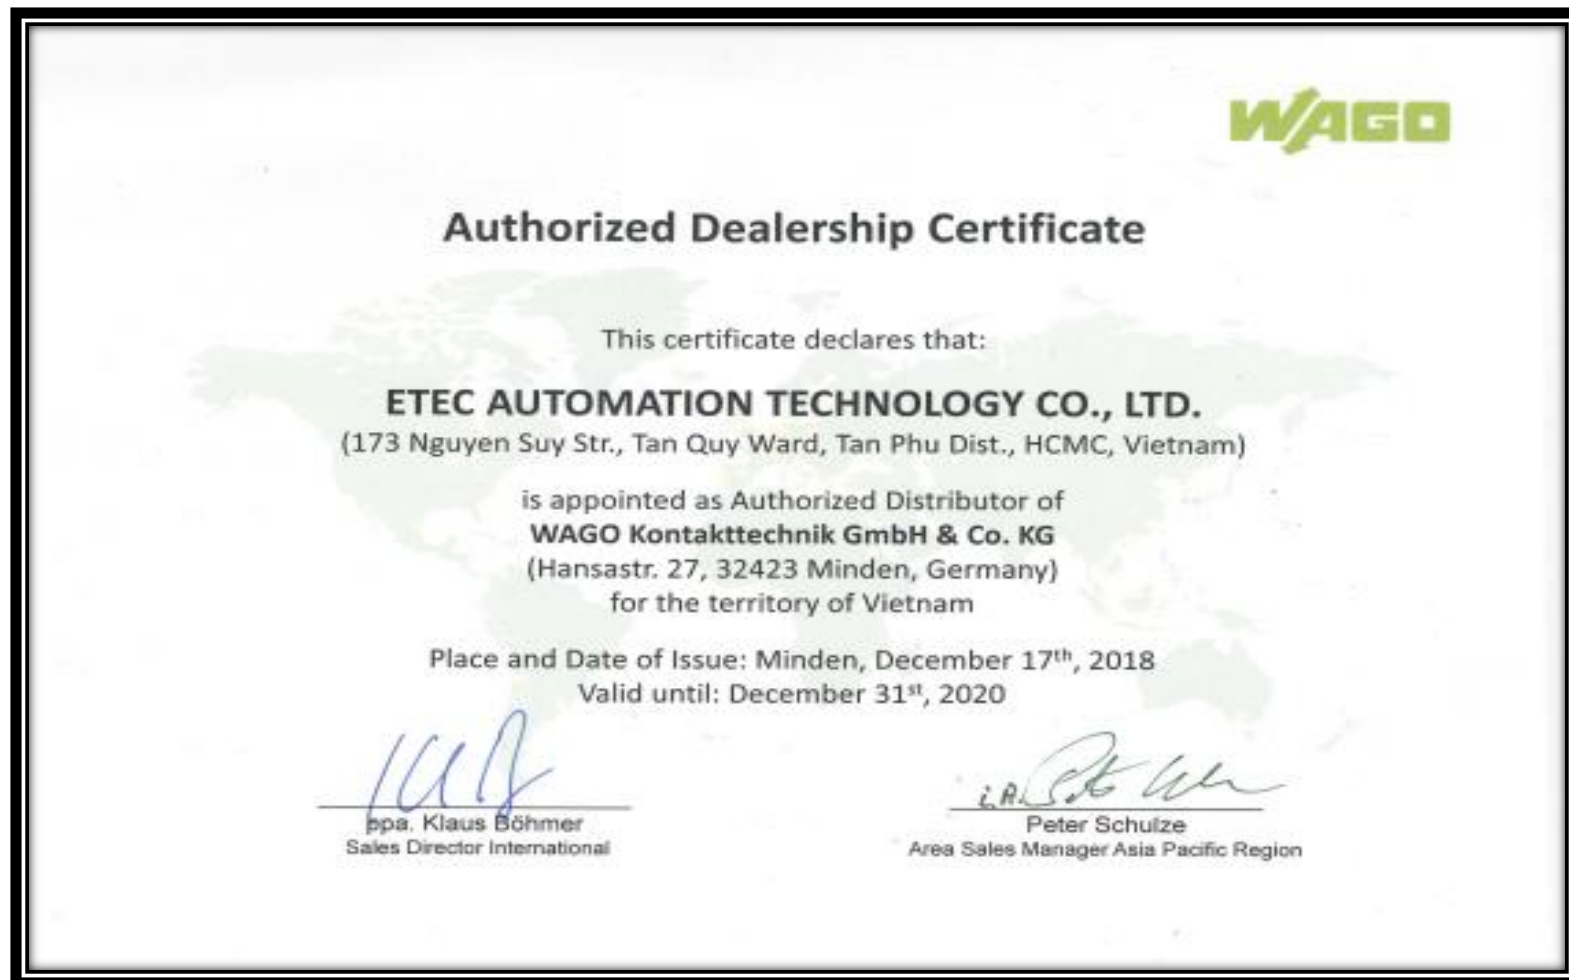 WAGO
Authorized Dealership Certificate
This certificate declares that:
ETEC AUTOMATION TECHNOLOGY CO., LTD.
(173 Nguyen Suy Str., Tan Quy Ward, Tan Phu Dist., HCMC, Vietnam)
is appointed as Authorized Distributor of
WAGO Kontakttechnik GmbH & Co. KG
(Hansastr. 27, 32423 Minden, Germany)
for the territory of Vietnam
Place and Date of Issue: Minden, December 17th, 2018
Valid until: December 31st, 2020
i.A.
ppa. Klaus Böhmer
Sales Director International
Peter Schulze
Area Sales Manager Asia Pacific Region